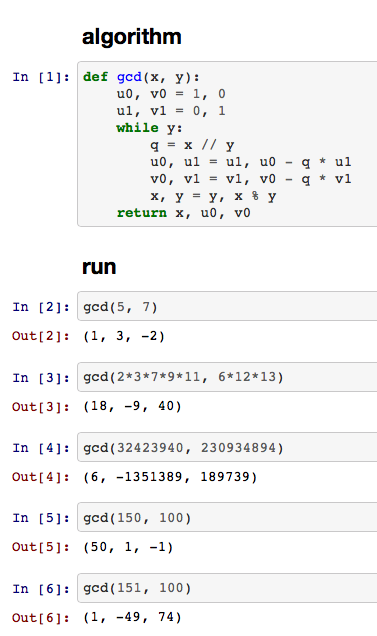 algorithm
In [1]: def gcd(x, y):
    u0, v0 = 1, 0
    u1, v1 = 0, 1
    while y:
        q = x // y
        u0, u1 = u1, u0 - q * u1
        v0, v1 = v1, v0 - q * v1
        x, y = y, x % y
    return x, u0, v0
run
In [2]: gcd(5, 7)
Out[2]: (1, 3, -2)
In [3]: gcd(2*3*7*9*11, 6*12*13)
Out[3]: (18, -9, 40)
In [4]: gcd(32423940, 230934894)
Out[4]: (6, -1351389, 189739)
In [5]: gcd(150, 100)
Out[5]: (50, 1, -1)
In [6]: gcd(151, 100)
Out[6]: (1, -49, 74)